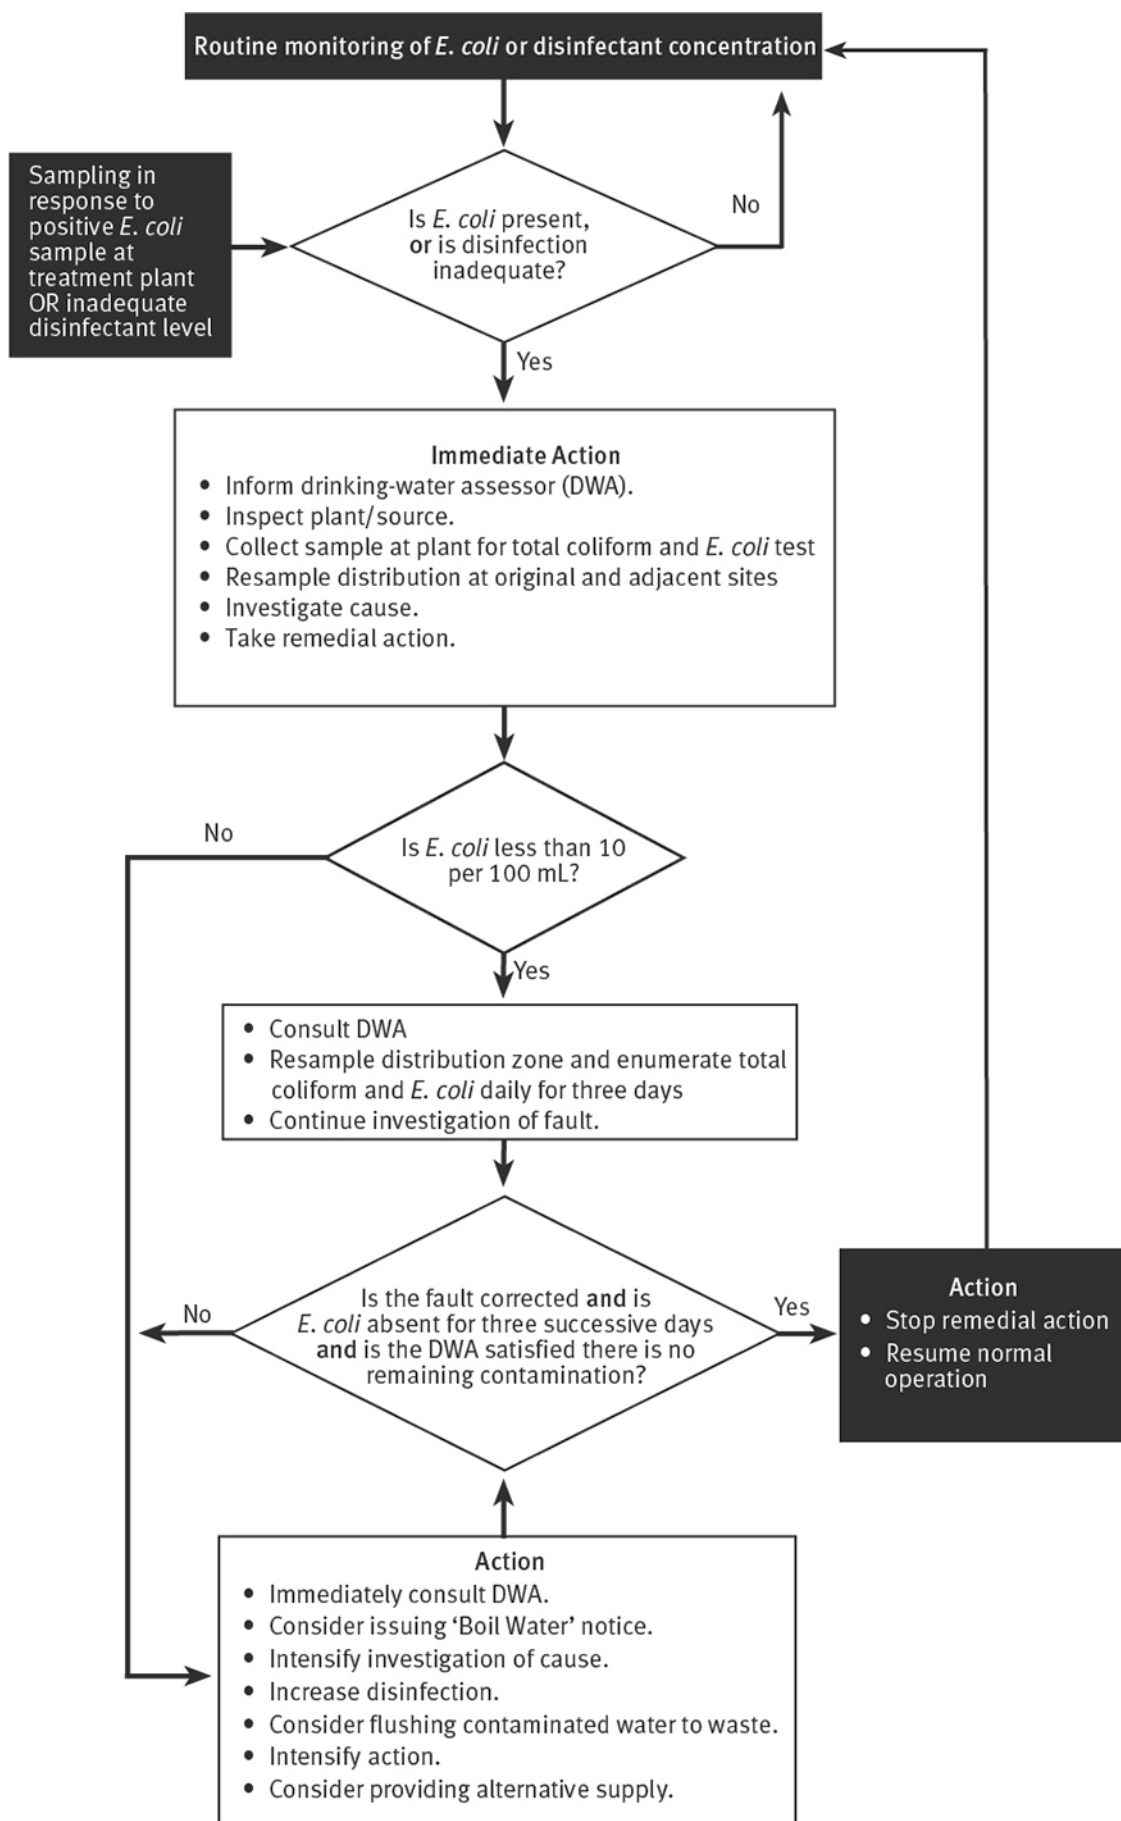 Routine monitoring of E. coli or disinfectant concentration
Sampling in
response to
positive E. coli
sample at
treatment plant
OR inadequate
disinfectant level
Is E. coli present,
or is disinfection
inadequate?
No
Yes
Immediate Action
• Inform drinking-water assessor (DWA).
• Inspect plant/source.
• Collect sample at plant for total coliform and E. coli test
• Resample distribution at original and adjacent sites
• Investigate cause.
• Take remedial action.
No
Is E. coli less than 10
per 100 mL?
Yes
• Consult DWA
• Resample distribution zone and enumerate total
coliform and E. coli daily for three days
• Continue investigation of fault.
No
Is the fault corrected and is
E. coli absent for three successive days
and is the DWA satisfied there is no
remaining contamination?
Yes
Action
• Stop remedial action
• Resume normal
operation
Action
• Immediately consult DWA.
• Consider issuing ‘Boil Water’ notice.
• Intensify investigation of cause.
• Increase disinfection.
• Consider flushing contaminated water to waste.
• Intensify action.
• Consider providing alternative supply.